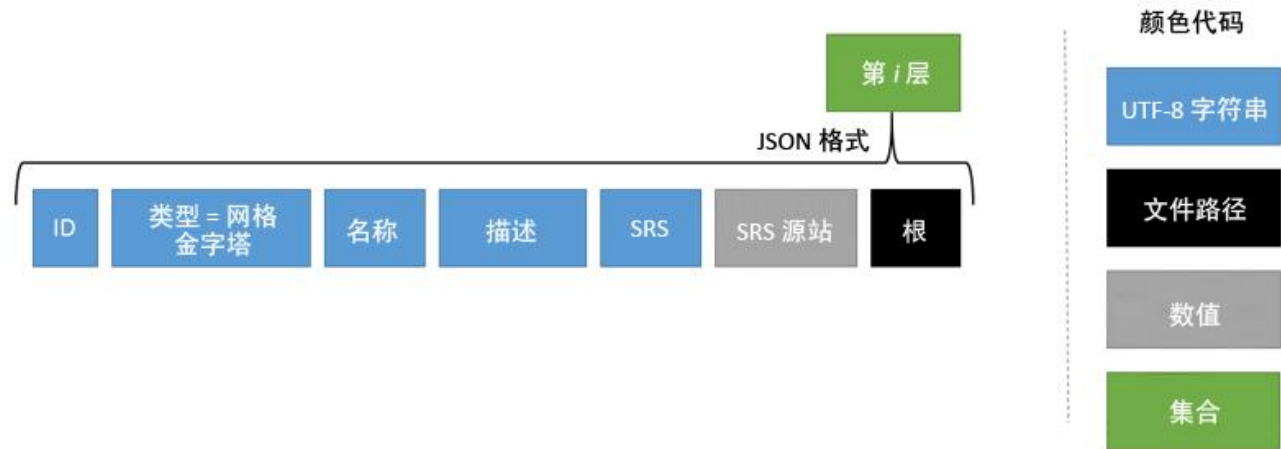 颜色代码
第 i 层
UTF-8 字符串
JSON 格式
ID
类型 = 网格
金字塔
名称
描述
SRS
SRS 源站
根
文件路径
数值
集合